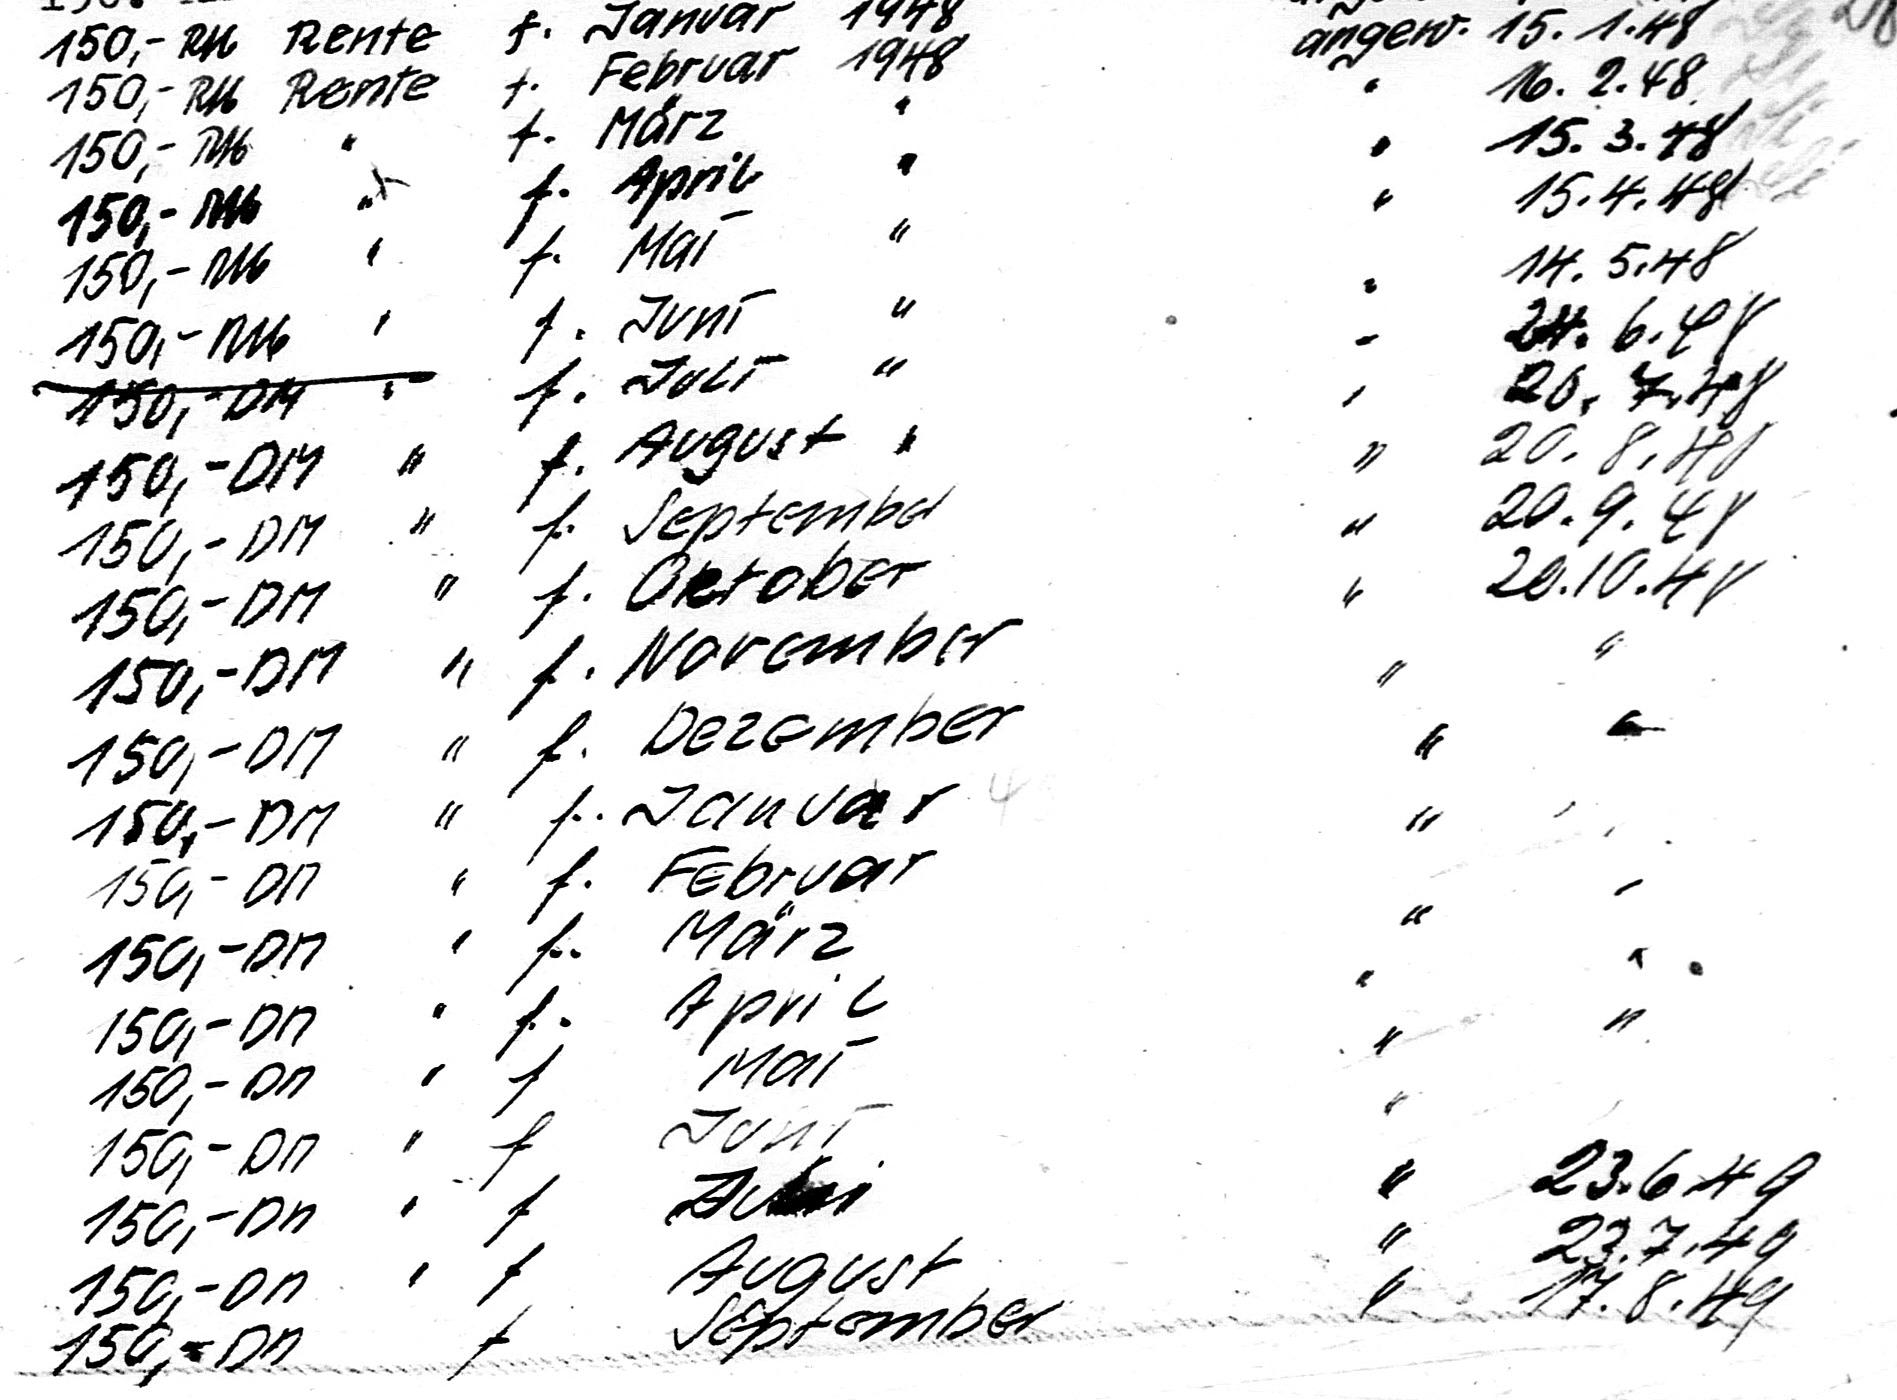 150,- RM Rente f. Januar 1948 angew. 15. 1. 48
150,- RM Rente f. Februar 1948 " 16. 2. 48
150,- RM " f. März " " 15. 3. 48
150,- RM " f. April " " 15. 4. 48
150,- RM " f. Mai " " 14. 5. 48
150,- RM " f. Juni " " 24. 6. 48
150,- DM " f. Juli " " 20. 7. 48
150,- DM " f. August " " 20. 8. 48
150,- DM " f. September " 20. 9. 48
150,- DM " f. Oktober " 20. 10. 48
150,- DM " f. November " "
150,- DM " f. Dezember " "
150,- DM " f. Januar " "
150,- DM " f. Februar " "
150,- DM " f. März " "
150,- DM " f. April " "
150,- DM " f Mai "
150,- DM " f Juni " 23. 6. 49
150,- DM " f Juli " 23. 7. 49
150,- DM " f August " 17. 8. 49
150,- DM f September